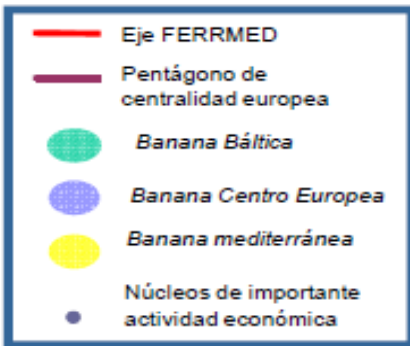 Eje FERRMED
Pentágono de
centralidad europea
Banana Báltica
Banana Centro Europea
Banana mediterránea
Núcleos de importante
actividad económica